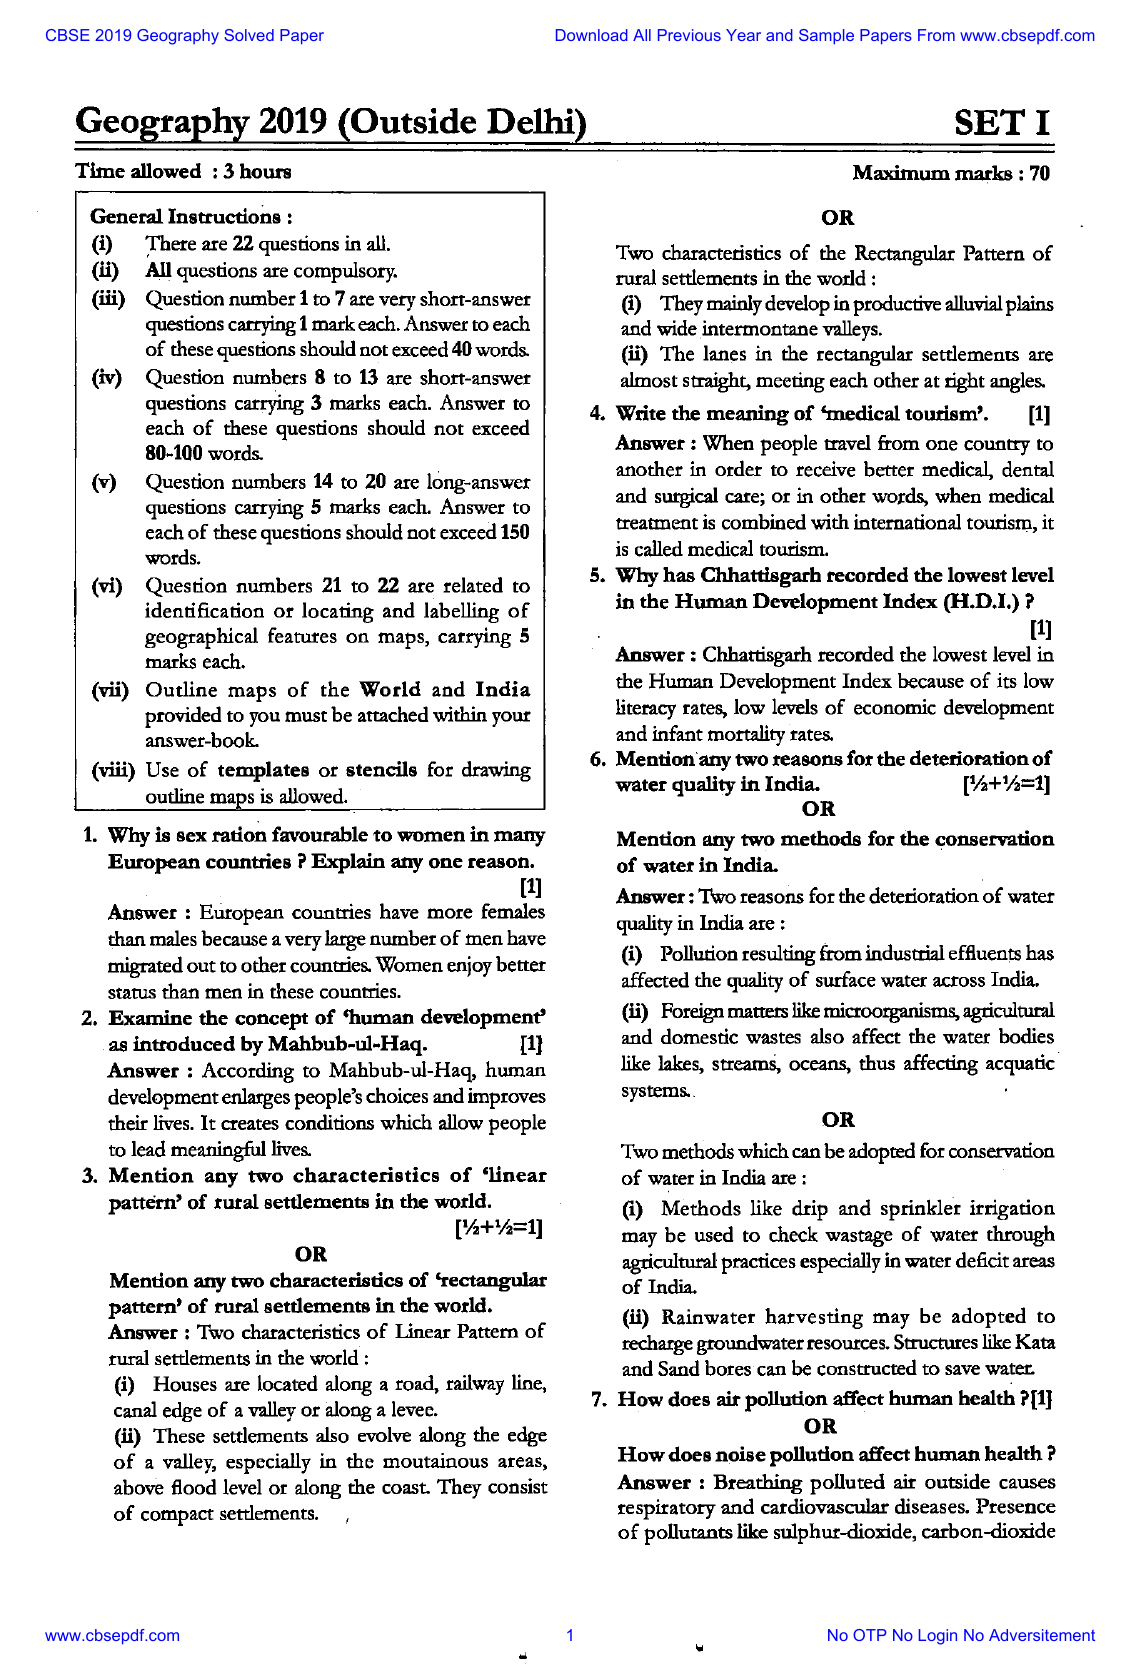 CBSE 2019 Geography Solved Paper
Download All Previous Year and Sample Papers From www.cbsepdf.com
Geography 2019 (Outside Delhi)
SET I
Time allowed : 3 hours
Maximum marks : 70
General Instructions :
(i) There are 22 questions in all.
(ii) All questions are compulsory.
(iii) Question number 1 to 7 are very short-answer
questions carrying 1 mark each. Answer to each
of these questions should not exceed 40 words.
(iv) Question numbers 8 to 13 are short-answer
questions carrying 3 marks each. Answer to
each of these questions should not exceed
80-100 words.
(v) Question numbers 14 to 20 are long-answer
questions carrying 5 marks each. Answer to
each of these questions should not exceed 150
words.
(vi) Question numbers 21 to 22 are related to
identification or locating and labelling of
geographical features on maps, carrying 5
marks each.
(vii) Outline maps of the World and India
provided to you must be attached within your
answer-book.
(viii) Use of templates or stencils for drawing
outline maps is allowed.
1. Why is sex ration favourable to women in many
European countries ? Explain any one reason.
[1]
Answer : European countries have more females
than males because a very large number of men have
migrated out to other countries. Women enjoy better
status than men in these countries.
2. Examine the concept of ‘human development’
as introduced by Mahbub-ul-Haq. [1]
Answer : According to Mahbub-ul-Haq, human
development enlarges people’s choices and improves
their lives. It creates conditions which allow people
to lead meaningful lives.
3. Mention any two characteristics of ‘linear
pattern’ of rural settlements in the world.
[½+½=1]
OR
Mention any two characteristics of ‘rectangular
pattern’ of rural settlements in the world.
Answer : Two characteristics of Linear Pattern of
rural settlements in the world :
(i) Houses are located along a road, railway line,
canal edge of a valley or along a levee.
(ii) These settlements also evolve along the edge
of a valley, especially in the moutainous areas,
above flood level or along the coast. They consist
of compact settlements.
OR
Two characteristics of the Rectangular Pattern of
rural settlements in the world :
(i) They mainly develop in productive alluvial plains
and wide intermontane valleys.
(ii) The lanes in the rectangular settlements are
almost straight, meeting each other at right angles.
4. Write the meaning of ‘medical tourism’. [1]
Answer : When people travel from one country to
another in order to receive better medical, dental
and surgical care; or in other words, when medical
treatment is combined with international tourism, it
is called medical tourism.
5. Why has Chhattisgarh recorded the lowest level
in the Human Development Index (H.D.I.) ?
[1]
Answer : Chhattisgarh recorded the lowest level in
the Human Development Index because of its low
literacy rates, low levels of economic development
and infant mortality rates.
6. Mention any two reasons for the deterioration of
water quality in India. [½+½=1]
OR
Mention any two methods for the conservation
of water in India.
Answer : Two reasons for the deterioration of water
quality in India are :
(i) Pollution resulting from industrial effluents has
affected the quality of surface water across India.
(ii) Foreign matters like microorganisms, agricultural
and domestic wastes also affect the water bodies
like lakes, streams, oceans, thus affecting acquatic
systems.
OR
Two methods which can be adopted for conservation
of water in India are :
(i) Methods like drip and sprinkler irrigation
may be used to check wastage of water through
agricultural practices especially in water deficit areas
of India.
(ii) Rainwater harvesting may be adopted to
recharge groundwater resources. Structures like Kata
and Sand bores can be constructed to save water.
7. How does air pollution affect human health ?[1]
OR
How does noise pollution affect human health ?
Answer : Breathing polluted air outside causes
respiratory and cardiovascular diseases. Presence
of pollutants like sulphur-dioxide, carbon-dioxide
www.cbsepdf.com
1
No OTP No Login No Adversitement